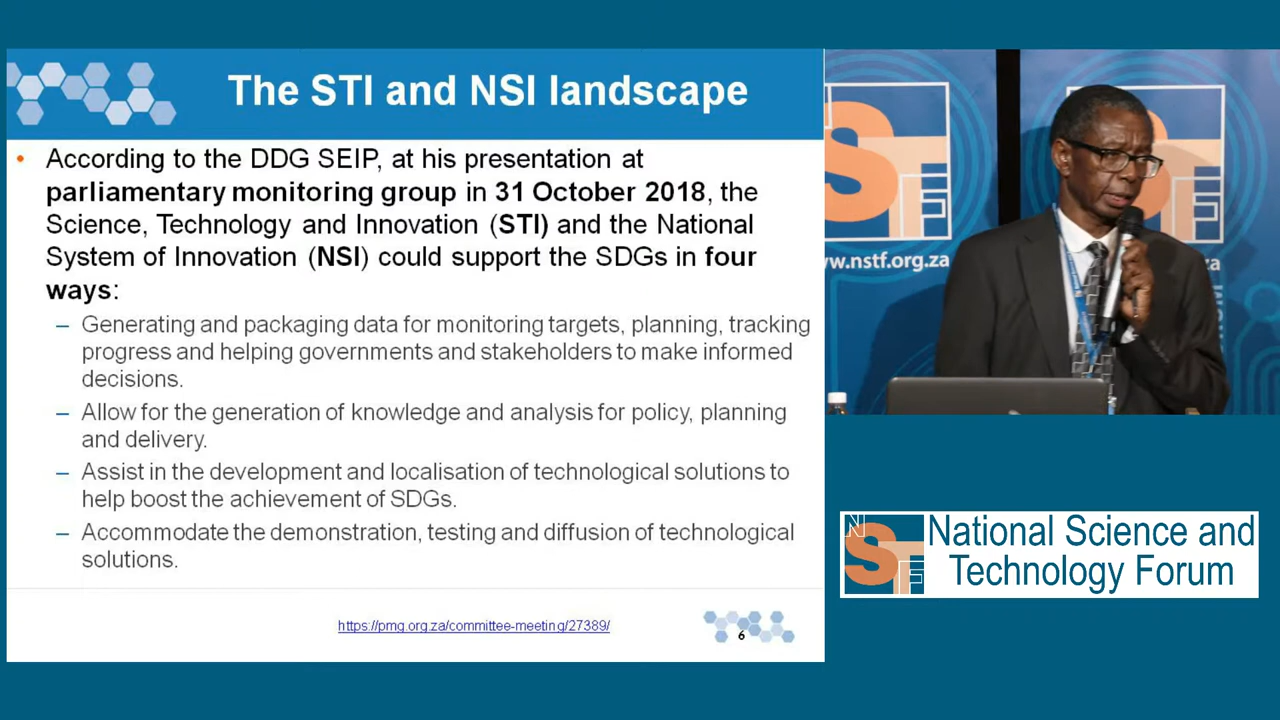 The STI and NSI landscape
• According to the DDG SEIP, at his presentation at
parliamentary monitoring group in 31 October 2018, the
Science, Technology and Innovation (STI) and the National
System of Innovation (NSI) could support the SDGs in four
ways:
– Generating and packaging data for monitoring targets, planning, tracking
progress and helping governments and stakeholders to make informed
decisions.
– Allow for the generation of knowledge and analysis for policy, planning
and delivery.
– Assist in the development and localisation of technological solutions to
help boost the achievement of SDGs.
– Accommodate the demonstration, testing and diffusion of technological
solutions.
https://pmg.org.za/committee-meeting/27389/
6
www.nstf.org.za
.za
NSTF
National Science and
Technology Forum